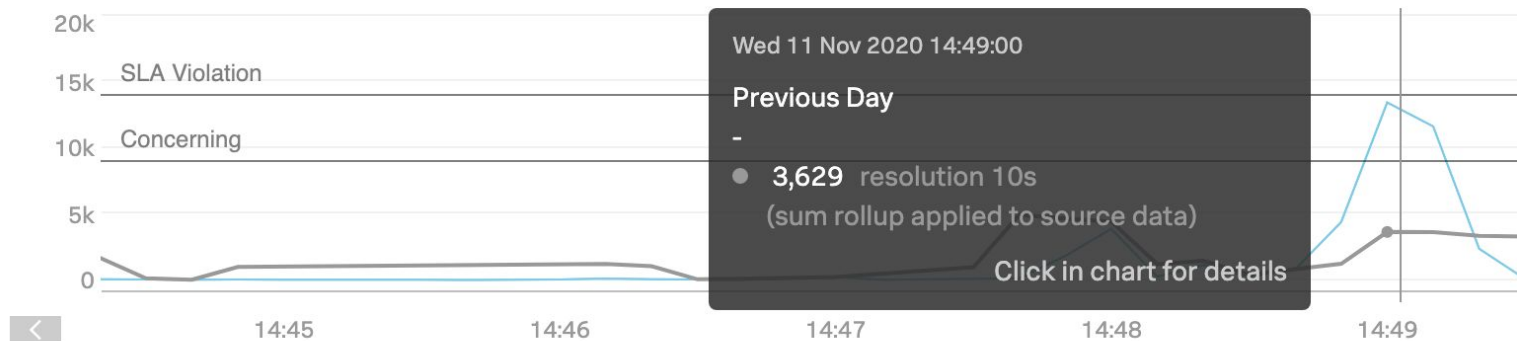 20k
SLA Violation
15k
Concerning
10k
5k
0
Wed 11 Nov 2020 14:49:00
Previous Day
-
3,629 resolution 10s
(sum rollup applied to source data)
Click in chart for details
14:45 14:46 14:47 14:48 14:49